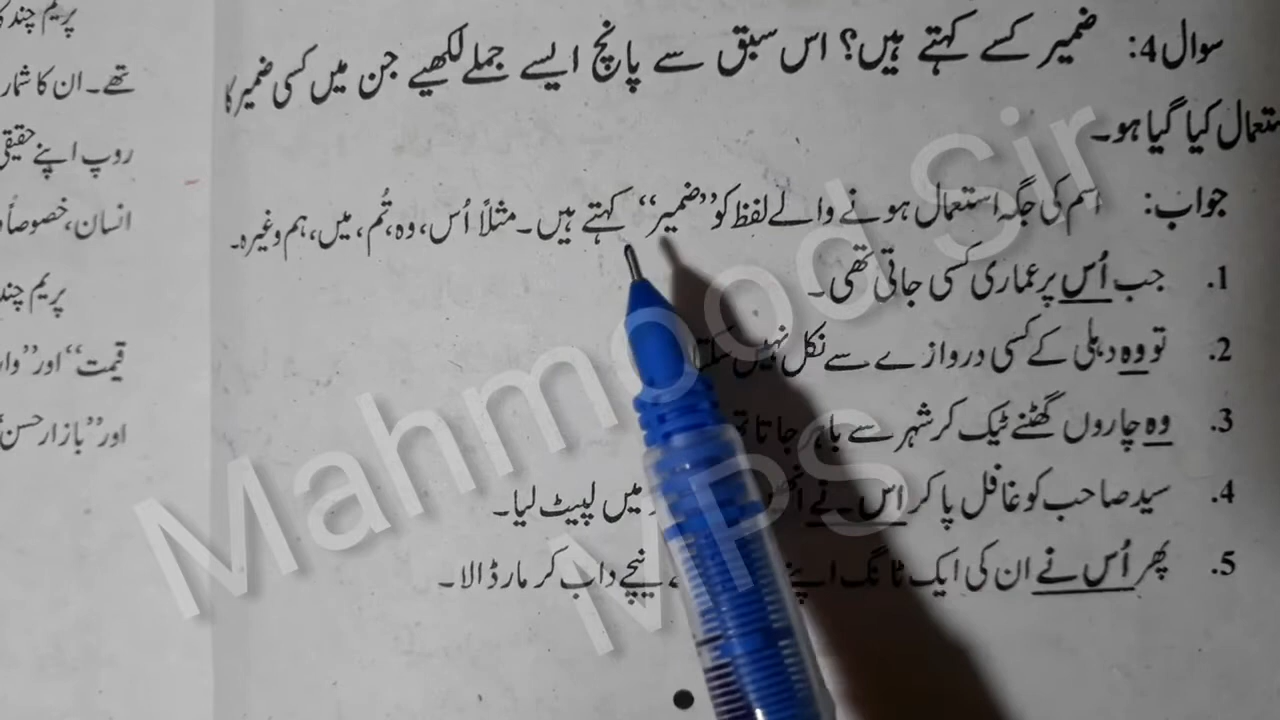 سوال 4: ضمیر کسے کہتے ہیں؟ اس سبق سے پانچ ایسے جملے لکھیے جن میں کسی ضمیر کا
کیا گیا ہو۔
جواب: اسم کی جگہ استعمال ہونے والے لفظ کو ”ضمیر“ کہتے ہیں۔ مثلاً اُس، وہ، تُم، میں، ہم وغیرہ۔
1. جب اُس پر عماری کسی جاتی تھی۔
2. تو وہ دہلی کے کسی دروازے سے نکل نہیں
3. وہ چاروں گھٹنے ٹیک کر شہر سے باہر جاتا
4. سید صاحب کو غافل پا کر اس نے میں لپیٹ لیا۔
5. پھر اُس نے ان کی ایک ٹانگ اپنے نیچے داب کر مار ڈالا۔
پریم چند
تھے۔ ان کا شمار
روپ اپنے حقیقی
انسان، خصوصاً
پریم چند
قیمت“ اور ”
اور ”بازار حسن
Mahmood Sir
MPS